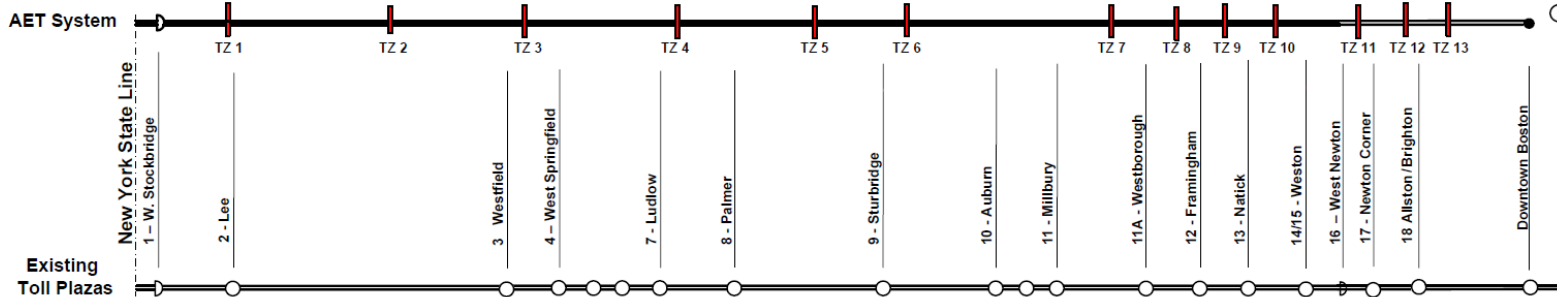 AET System
TZ 1
TZ 2
TZ 3
TZ 4
TZ 5
TZ 6
TZ 7
TZ 8
TZ 9
TZ 10
TZ 11
TZ 12
TZ 13
New York State Line
1 – W. Stockbridge
2 - Lee
3 Westfield
4 – West Springfield
7 - Ludlow
8 - Palmer
9 - Sturbridge
10 - Auburn
11 - Millbury
11A - Westborough
12 - Framingham
13 - Natick
14/15 - Weston
16 – West Newton
17 - Newton Corner
18 Allston/Brighton
Downtown Boston
Existing
Toll Plazas